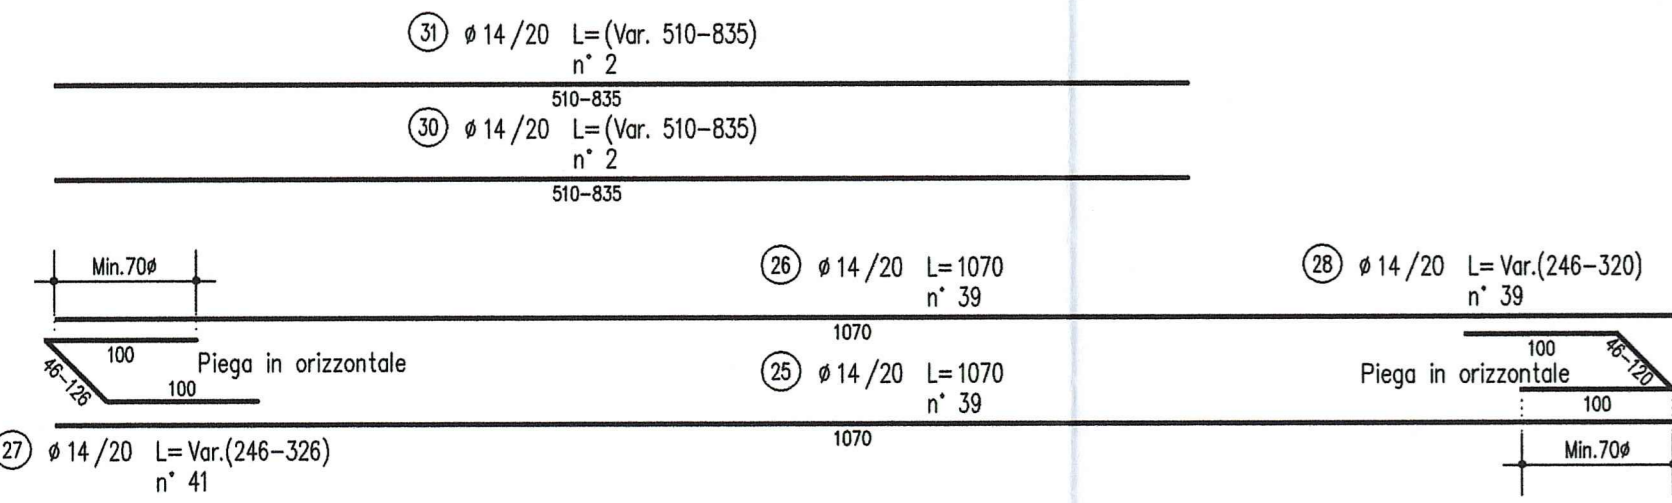 31 ø 14/20 L=(Var. 510-835)
n° 2
510-835
30 ø 14/20 L=(Var. 510-835)
n° 2
510-835
Min.70ø
26 ø 14/20 L=1070
n° 39
28 ø 14/20 L=Var.(246-320)
n° 39
1070
100
46-126
Piega in orizzontale
100
25 ø 14/20 L=1070
n° 39
100
46-120
Piega in orizzontale
100
1070
27 ø 14/20 L=Var.(246-326)
n° 41
Min.70ø